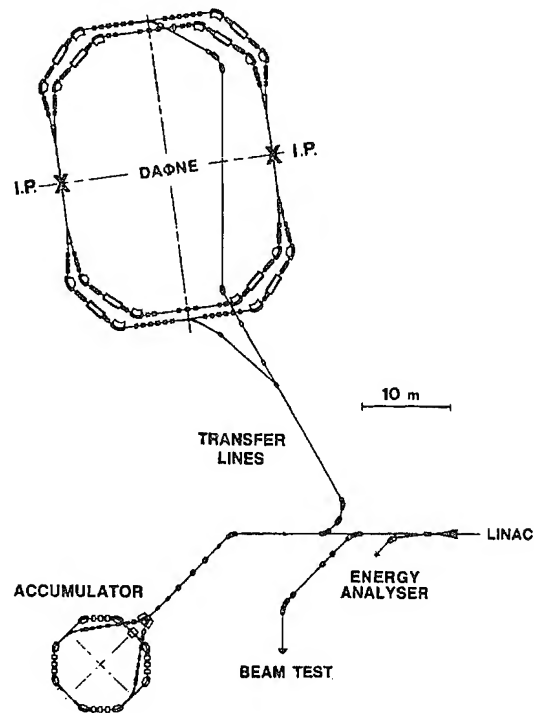 I.P.
DAΦNE
I.P.
10 m
TRANSFER
LINES
LINAC
ENERGY
ANALYSER
ACCUMULATOR
BEAM TEST